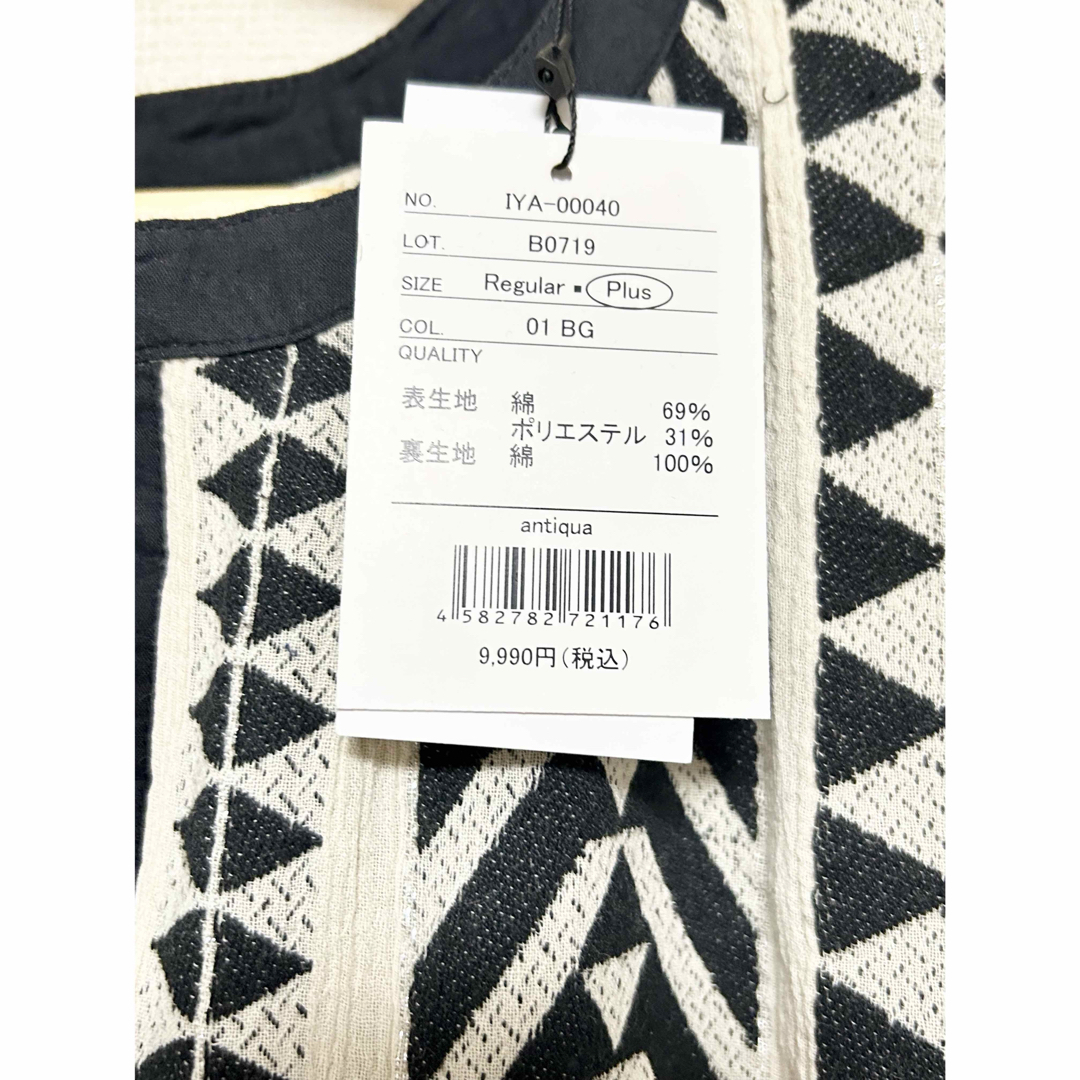 NO. IYA-00040
LOT. B0719
SIZE Regular ▪ Plus
COL. 01 BG
QUALITY
表生地 綿 69%
ポリエステル 31%
裏生地 綿 100%
antiqua
4 582782 721176
9,990円(税込)